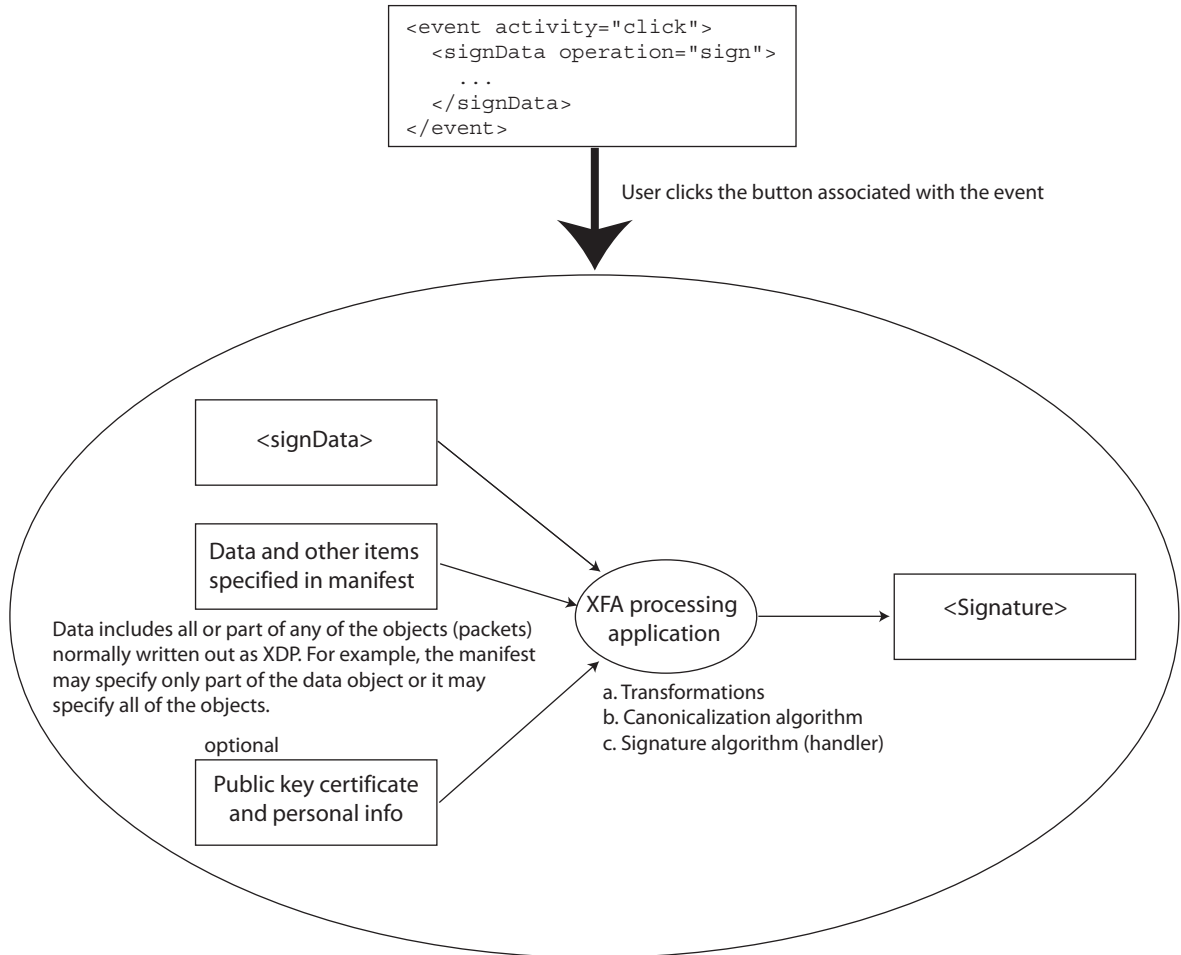 <event activity="click">
<signData operation="sign">
...
</signData>
</event>
User clicks the button associated with the event
<signData>
Data and other items
specified in manifest
Data includes all or part of any of the objects (packets)
normally written out as XDP. For example, the manifest
may specify only part of the data object or it may
specify all of the objects.
optional
Public key certificate
and personal info
XFA processing
application
a. Transformations
b. Canonicalization algorithm
c. Signature algorithm (handler)
<Signature>